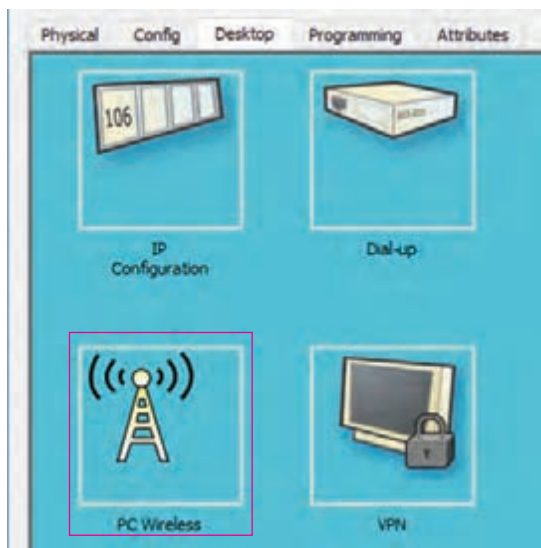 Physical Config Desktop Programming Attributes
106
IP
Configuration
Dial-up
PC Wireless
VPN